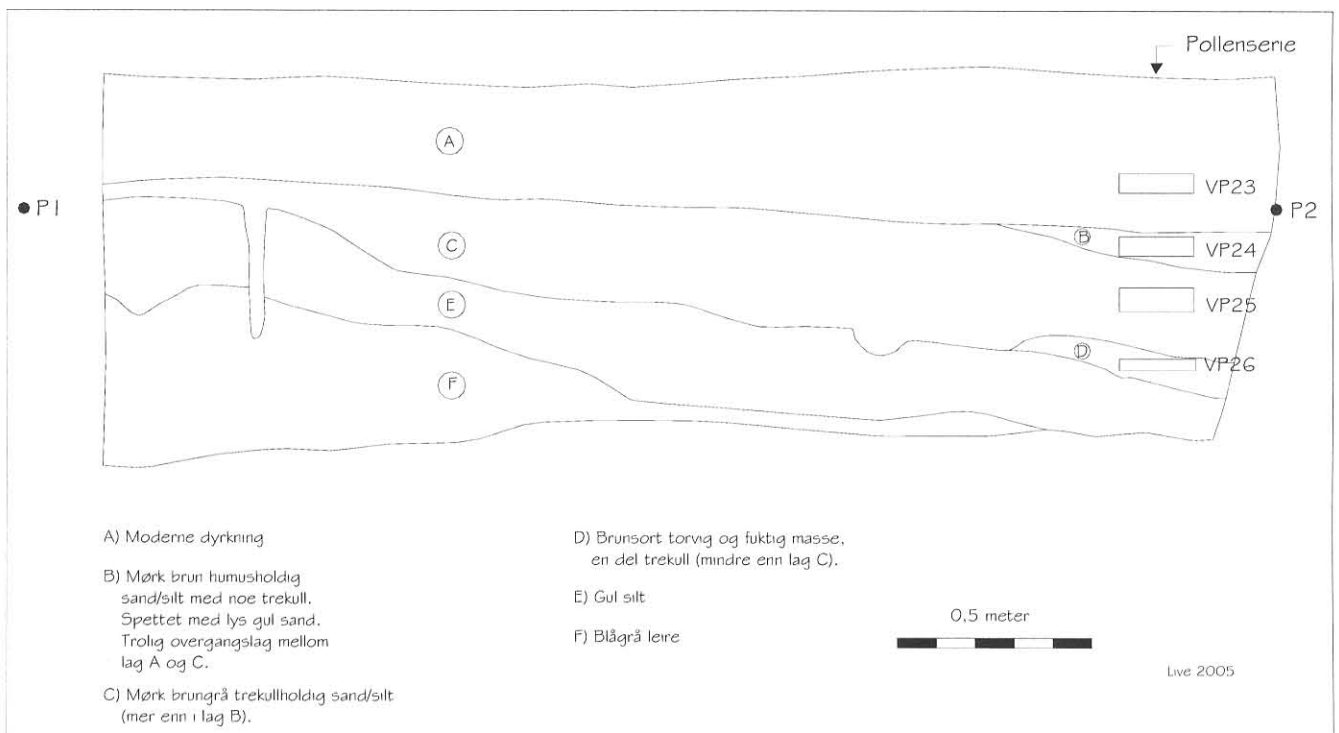 Pollenserie
A
VP23
P1
P2
B
C
VP24
E
VP25
D
VP26
F
A) Moderne dyrkning
B) Mørk brun humusholdig
sand/silt med noe trekull.
Spettet med lys gul sand.
Trolig overgangslag mellom
lag A og C.
C) Mørk brungrå trekullholdig sand/silt
(mer enn i lag B).
D) Brunsort torvig og fuktig masse,
en del trekull (mindre enn lag C).
E) Gul silt
F) Blågrå leire
0,5 meter
Live 2005